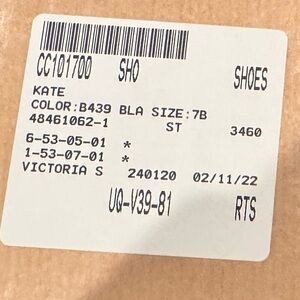 CC101700 SHO SHOES
KATE
COLOR:B439 BLA SIZE:7B
48461062-1 ST 3460
6-53-05-01 *
1-53-07-01 *
VICTORIA S 240120 02/11/22
UQ-V39-81 RTS